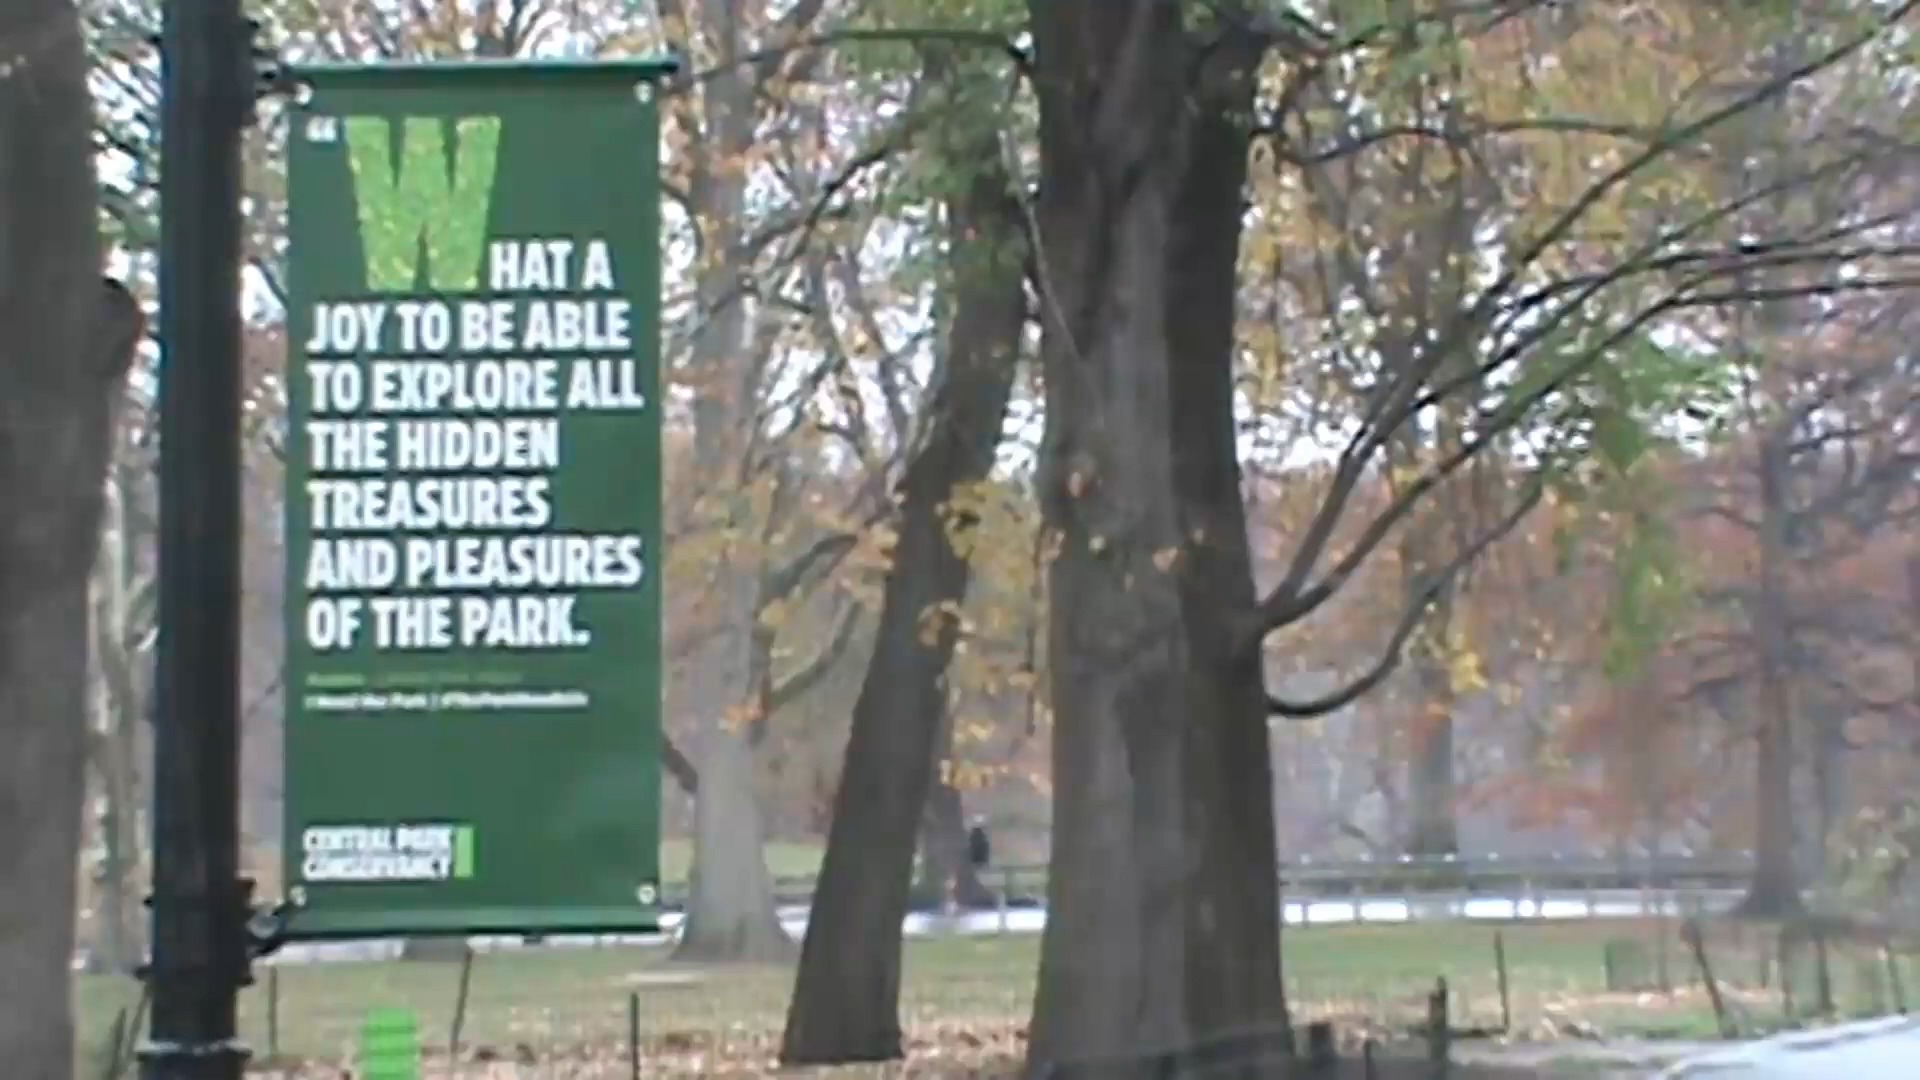 “WHAT A
JOY TO BE ABLE
TO EXPLORE ALL
THE HIDDEN
TREASURES
AND PLEASURES
OF THE PARK.
CENTRAL PARK
CONSERVANCY